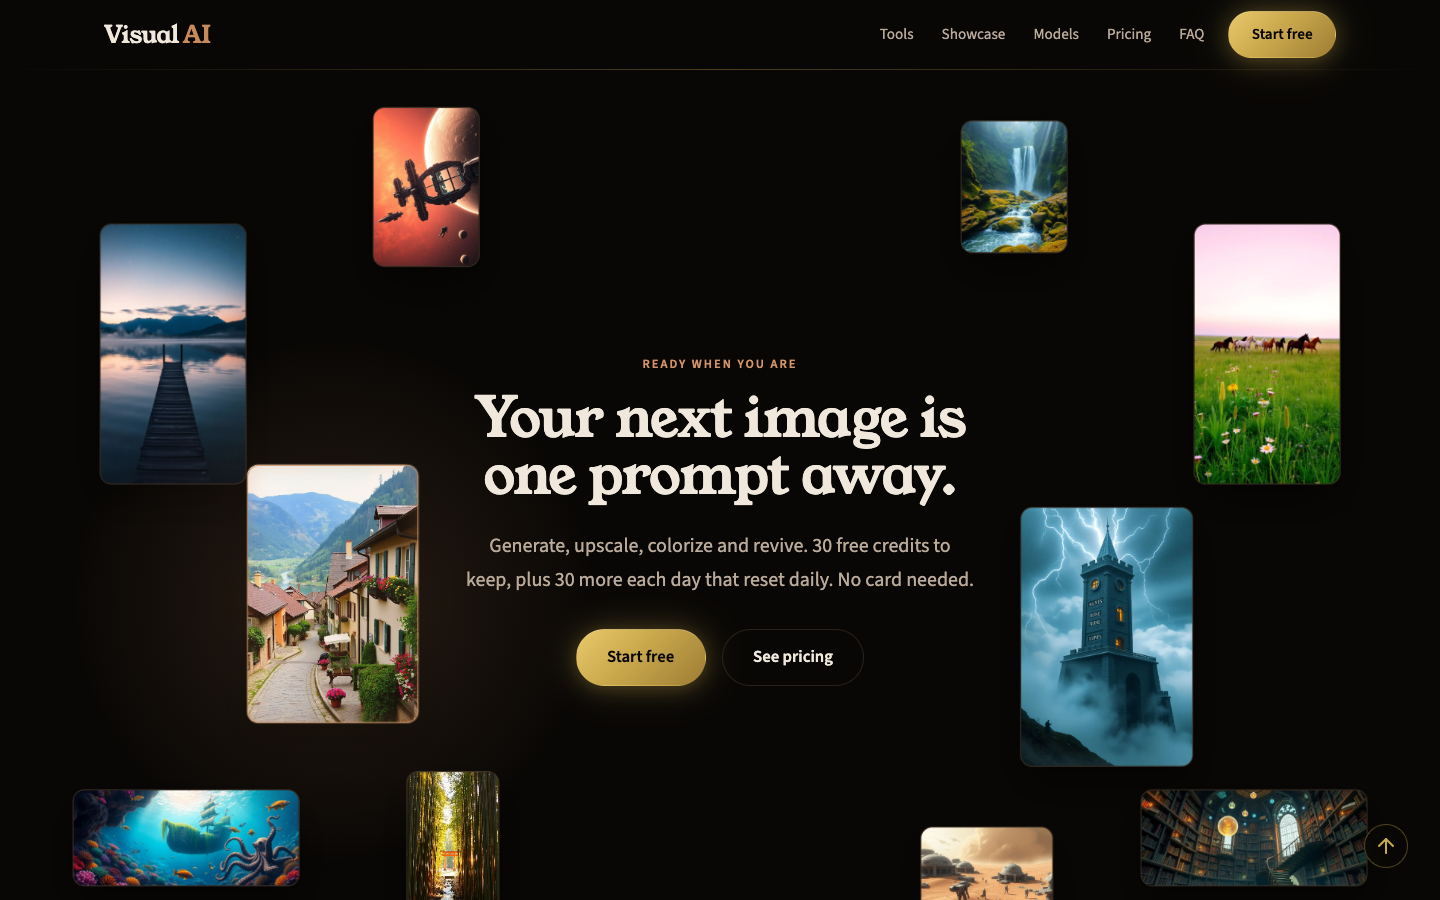 Visual AI
Tools
Showcase
Models
Pricing
FAQ
Start free
READY WHEN YOU ARE
Your next image is
one prompt away.
Generate, upscale, colorize and revive. 30 free credits to
keep, plus 30 more each day that reset daily. No card needed.
Start free
See pricing